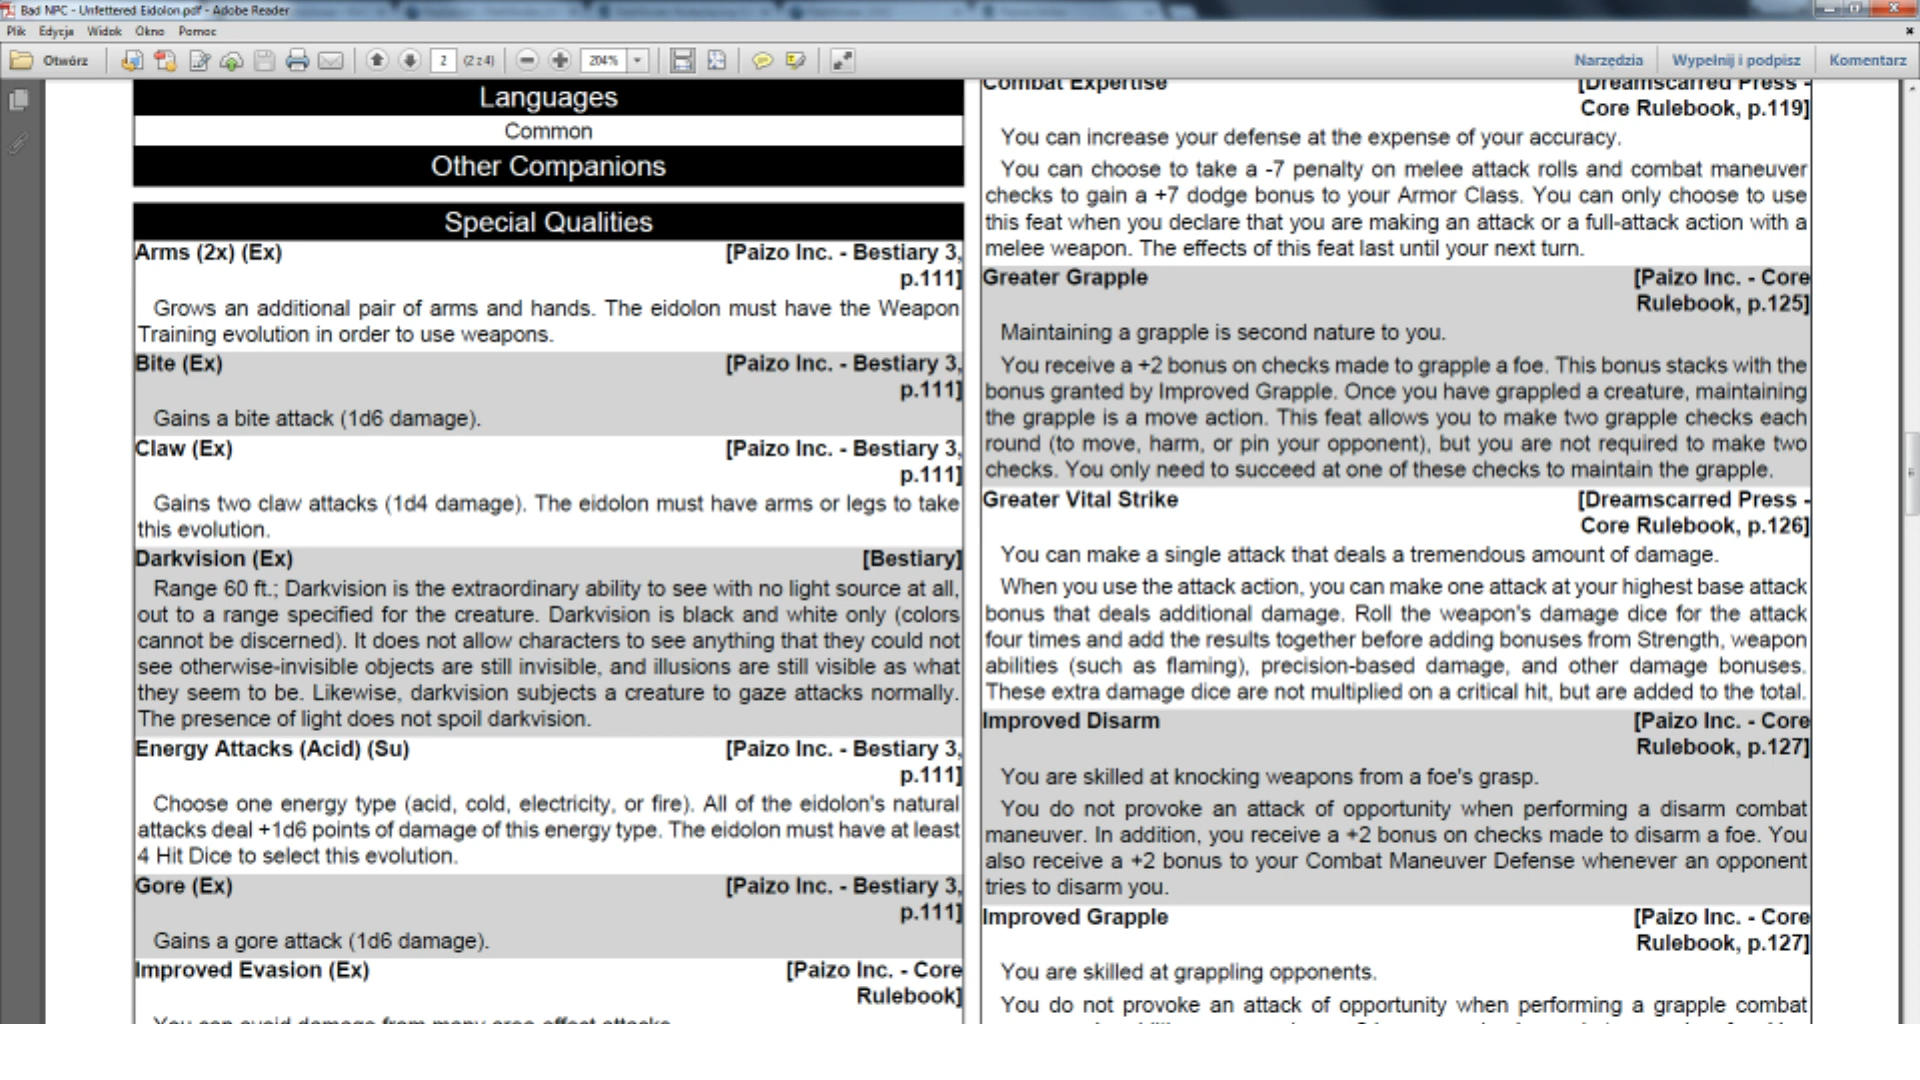 Bad NPC - Unfettered Eidolon.pdf - Adobe Reader
Plik Edycja Widok Okno Pomoc
Otwórz 2 (2 z 4) 204% Narzędzia Wypełnij i podpisz Komentarz
Languages
Common
Other Companions
Special Qualities
Arms (2x) (Ex) [Paizo Inc. - Bestiary 3,
p.111]
Grows an additional pair of arms and hands. The eidolon must have the Weapon
Training evolution in order to use weapons.
Bite (Ex) [Paizo Inc. - Bestiary 3,
p.111]
Gains a bite attack (1d6 damage).
Claw (Ex) [Paizo Inc. - Bestiary 3,
p.111]
Gains two claw attacks (1d4 damage). The eidolon must have arms or legs to take
this evolution.
Darkvision (Ex) [Bestiary]
Range 60 ft.; Darkvision is the extraordinary ability to see with no light source at all,
out to a range specified for the creature. Darkvision is black and white only (colors
cannot be discerned). It does not allow characters to see anything that they could not
see otherwise-invisible objects are still invisible, and illusions are still visible as what
they seem to be. Likewise, darkvision subjects a creature to gaze attacks normally.
The presence of light does not spoil darkvision.
Energy Attacks (Acid) (Su) [Paizo Inc. - Bestiary 3,
p.111]
Choose one energy type (acid, cold, electricity, or fire). All of the eidolon's natural
attacks deal +1d6 points of damage of this energy type. The eidolon must have at least
4 Hit Dice to select this evolution.
Gore (Ex) [Paizo Inc. - Bestiary 3,
p.111]
Gains a gore attack (1d6 damage).
Improved Evasion (Ex) [Paizo Inc. - Core
Rulebook]
You can avoid damage from many area-effect attacks.
Combat Expertise [Dreamscarred Press -
Core Rulebook, p.119]
You can increase your defense at the expense of your accuracy.
You can choose to take a -7 penalty on melee attack rolls and combat maneuver
checks to gain a +7 dodge bonus to your Armor Class. You can only choose to use
this feat when you declare that you are making an attack or a full-attack action with a
melee weapon. The effects of this feat last until your next turn.
Greater Grapple [Paizo Inc. - Core
Rulebook, p.125]
Maintaining a grapple is second nature to you.
You receive a +2 bonus on checks made to grapple a foe. This bonus stacks with the
bonus granted by Improved Grapple. Once you have grappled a creature, maintaining
the grapple is a move action. This feat allows you to make two grapple checks each
round (to move, harm, or pin your opponent), but you are not required to make two
checks. You only need to succeed at one of these checks to maintain the grapple.
Greater Vital Strike [Dreamscarred Press -
Core Rulebook, p.126]
You can make a single attack that deals a tremendous amount of damage.
When you use the attack action, you can make one attack at your highest base attack
bonus that deals additional damage. Roll the weapon's damage dice for the attack
four times and add the results together before adding bonuses from Strength, weapon
abilities (such as flaming), precision-based damage, and other damage bonuses.
These extra damage dice are not multiplied on a critical hit, but are added to the total.
Improved Disarm [Paizo Inc. - Core
Rulebook, p.127]
You are skilled at knocking weapons from a foe's grasp.
You do not provoke an attack of opportunity when performing a disarm combat
maneuver. In addition, you receive a +2 bonus on checks made to disarm a foe. You
also receive a +2 bonus to your Combat Maneuver Defense whenever an opponent
tries to disarm you.
Improved Grapple [Paizo Inc. - Core
Rulebook, p.127]
You are skilled at grappling opponents.
You do not provoke an attack of opportunity when performing a grapple combat